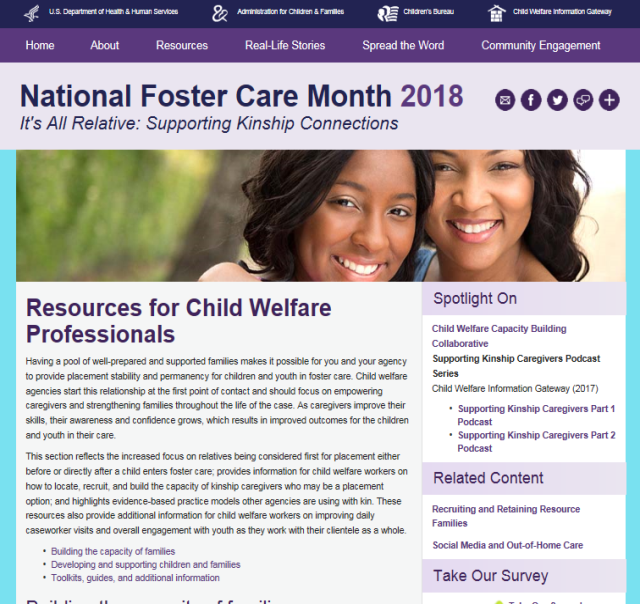 U.S. Department of Health & Human Services
Administration for Children & Families
Children's Bureau
Child Welfare Information Gateway
Home
About
Resources
Real-Life Stories
Spread the Word
Community Engagement
National Foster Care Month 2018
It's All Relative: Supporting Kinship Connections
Resources for Child Welfare
Professionals
Having a pool of well-prepared and supported families makes it possible for you and your agency
to provide placement stability and permanency for children and youth in foster care. Child welfare
agencies start this relationship at the first point of contact and should focus on empowering
caregivers and strengthening families throughout the life of the case. As caregivers improve their
skills, their awareness and confidence grows, which results in improved outcomes for the children
and youth in their care.
This section reflects the increased focus on relatives being considered first for placement either
before or directly after a child enters foster care; provides information for child welfare workers on
how to locate, recruit, and build the capacity of kinship caregivers who may be a placement
option; and highlights evidence-based practice models other agencies are using with kin. These
resources also provide additional information for child welfare workers on improving daily
caseworker visits and overall engagement with youth as they work with their clientele as a whole.
• Building the capacity of families
• Developing and supporting children and families
• Toolkits, guides, and additional information
Building the capacity of families
Spotlight On
Child Welfare Capacity Building
Collaborative
Supporting Kinship Caregivers Podcast
Series
Child Welfare Information Gateway (2017)
• Supporting Kinship Caregivers Part 1
Podcast
• Supporting Kinship Caregivers Part 2
Podcast
Related Content
Recruiting and Retaining Resource
Families
Social Media and Out-of-Home Care
Take Our Survey